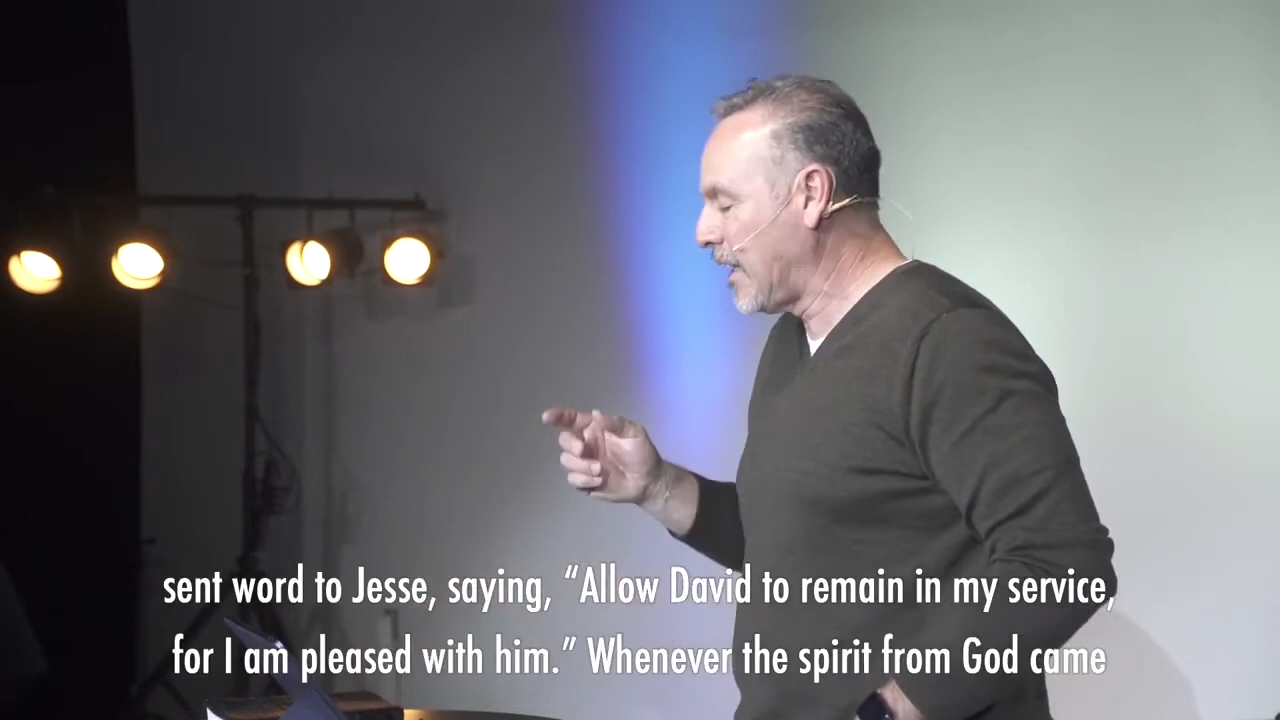 sent word to Jesse, saying, “Allow David to remain in my service,
for I am pleased with him.” Whenever the spirit from God came